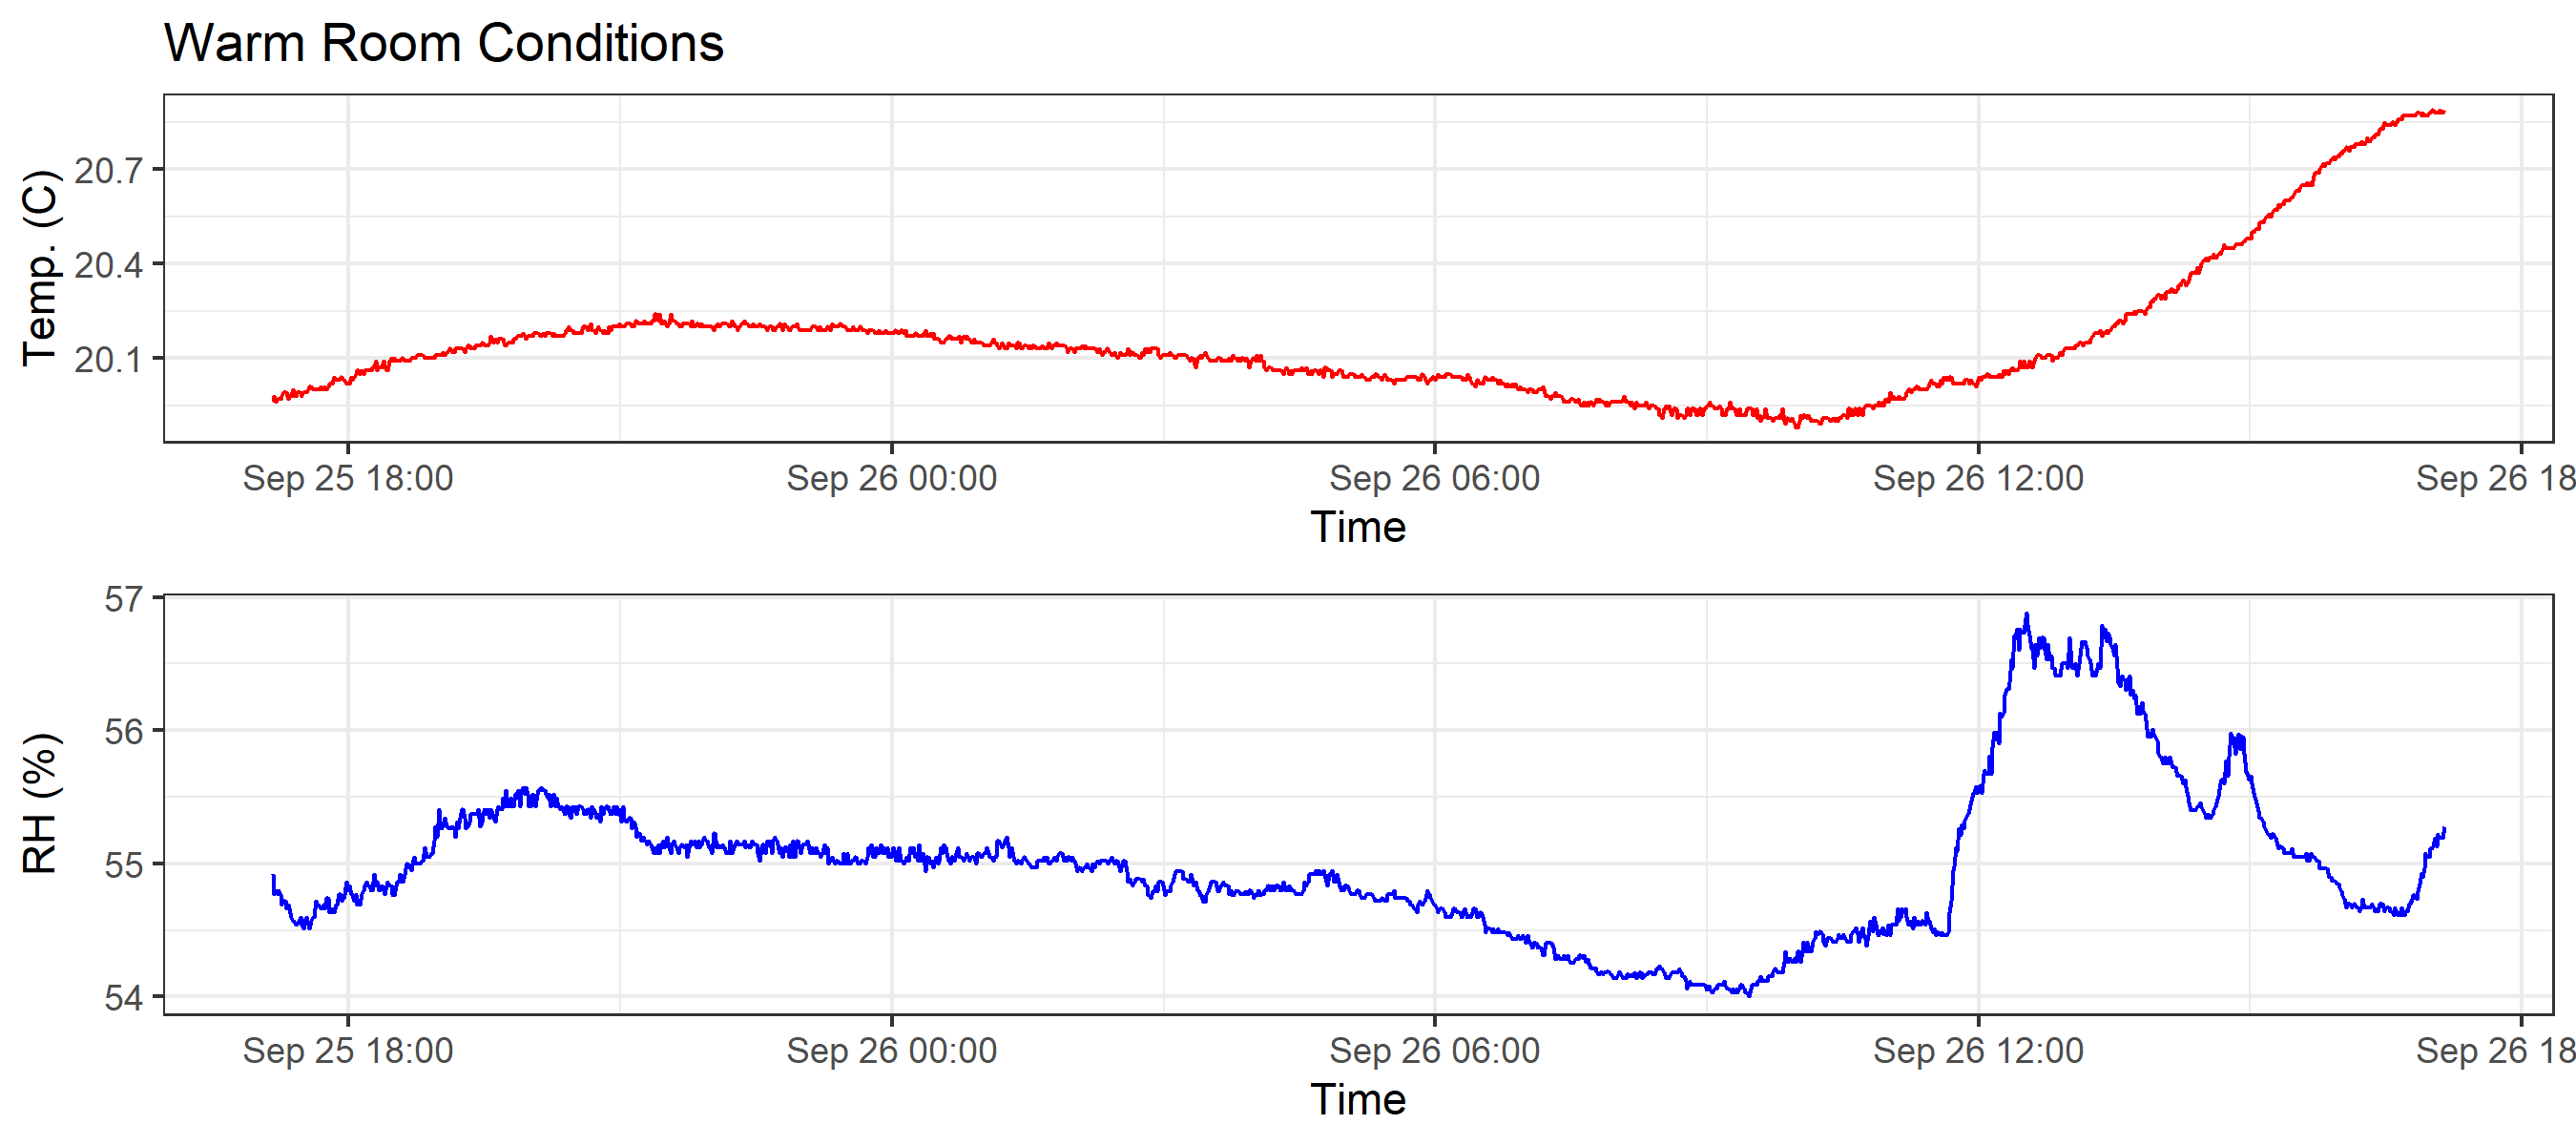 Warm Room Conditions
Temp. (C)
20.7
20.4
20.1
Sep 25 18:00 Sep 26 00:00 Sep 26 06:00 Sep 26 12:00 Sep 26 18
Time
RH (%)
57
56
55
54
Sep 25 18:00 Sep 26 00:00 Sep 26 06:00 Sep 26 12:00 Sep 26 18
Time